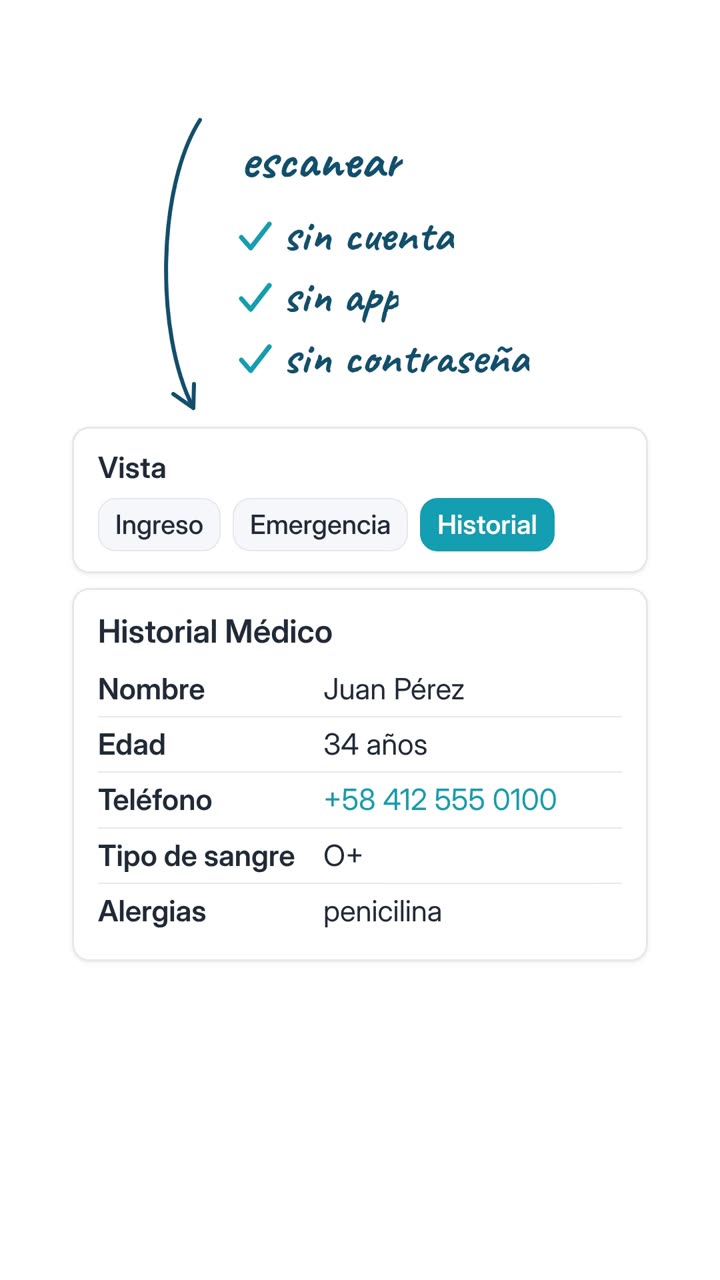 escanear
sin cuenta
sin app
sin contraseña
Vista
Ingreso Emergencia Historial
Historial Médico
Nombre Juan Pérez
Edad 34 años
Teléfono +58 412 555 0100
Tipo de sangre O+
Alergias penicilina